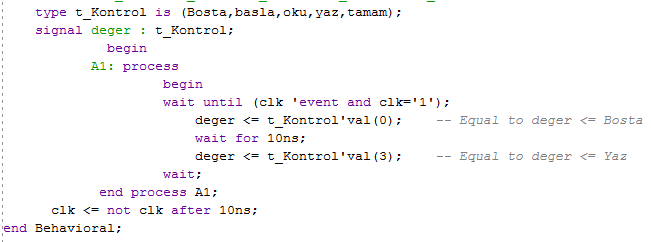 type t_Kontrol is (Bosta,basla,oku,yaz,tamam);
signal deger : t_Kontrol;
begin
A1: process
begin
wait until (clk 'event and clk='1');
deger <= t_Kontrol'val(0); -- Equal to deger <= Bosta
wait for 10ns;
deger <= t_Kontrol'val(3); -- Equal to deger <= Yaz
wait;
end process A1;
clk <= not clk after 10ns;
end Behavioral;